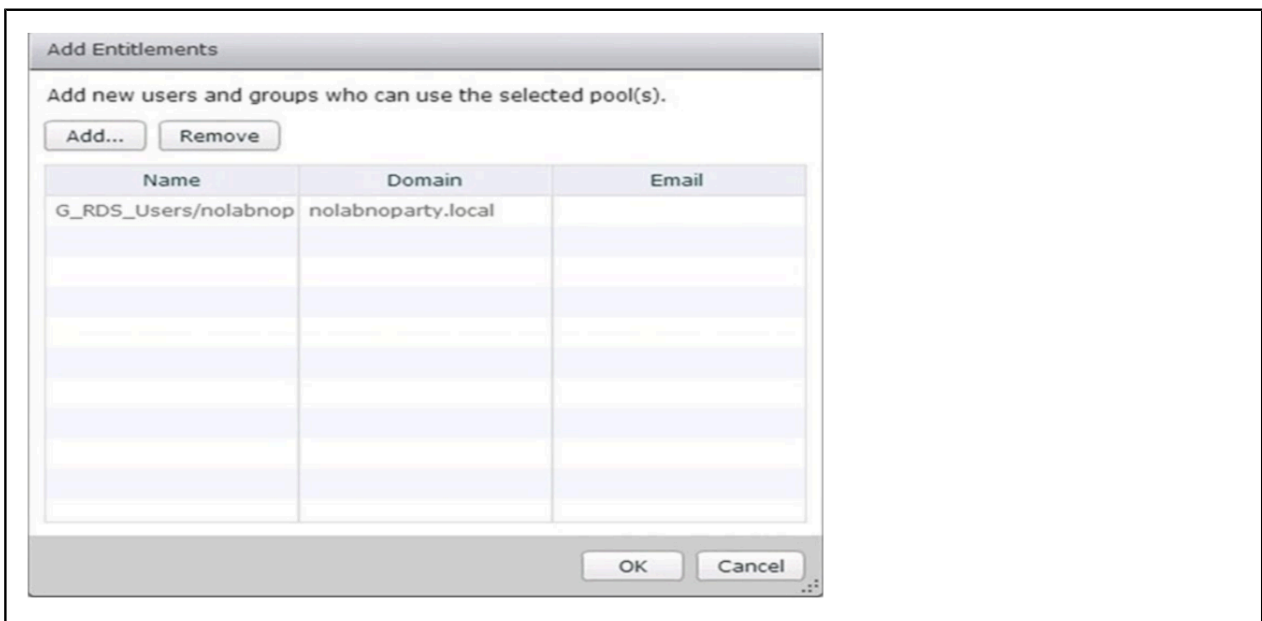 Add Entitlements
Add new users and groups who can use the selected pool(s).
Add... Remove
Name Domain Email
G_RDS_Users/nolabnop nolabnoparty.local
OK Cancel